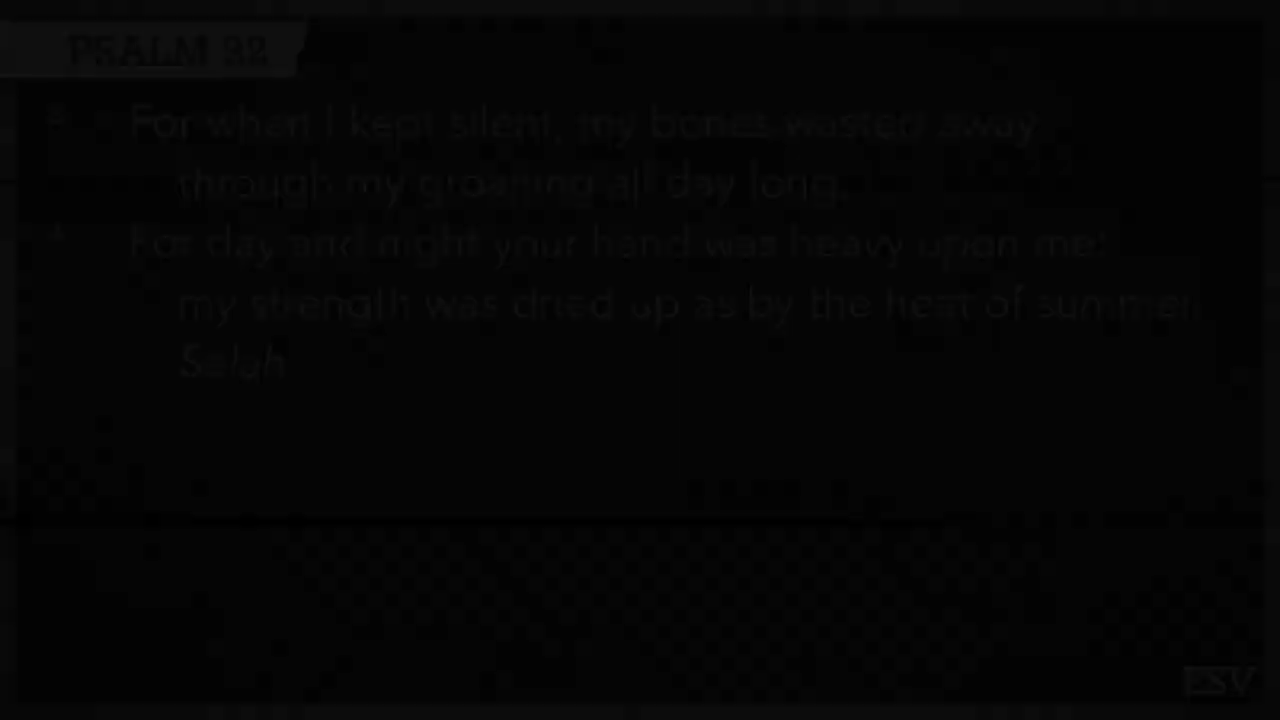 PSALM 32
3 For when I kept silent, my bones wasted away
through my groaning all day long.
4 For day and night your hand was heavy upon me;
my strength was dried up as by the heat of summer.
Selah
ESV